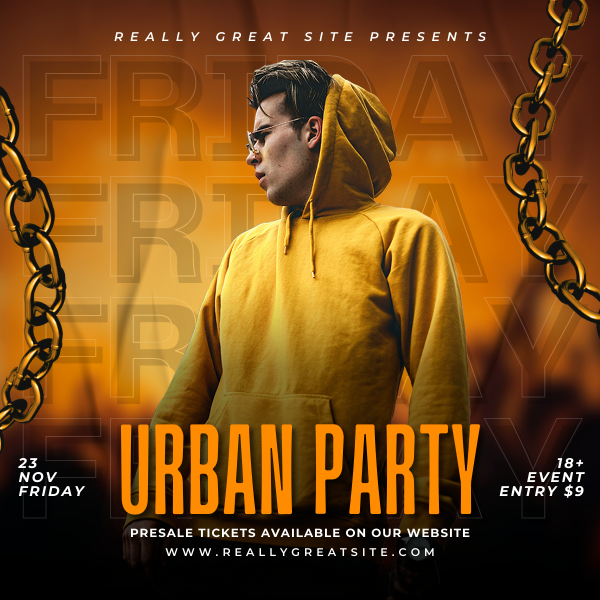 REALLY GREAT SITE PRESENTS
FRIDAY
FRIDAY
FRIDAY
FRIDAY
URBAN PARTY
23
NOV
FRIDAY
18+
EVENT
ENTRY $9
PRESALE TICKETS AVAILABLE ON OUR WEBSITE
WWW.REALLYGREATSITE.COM